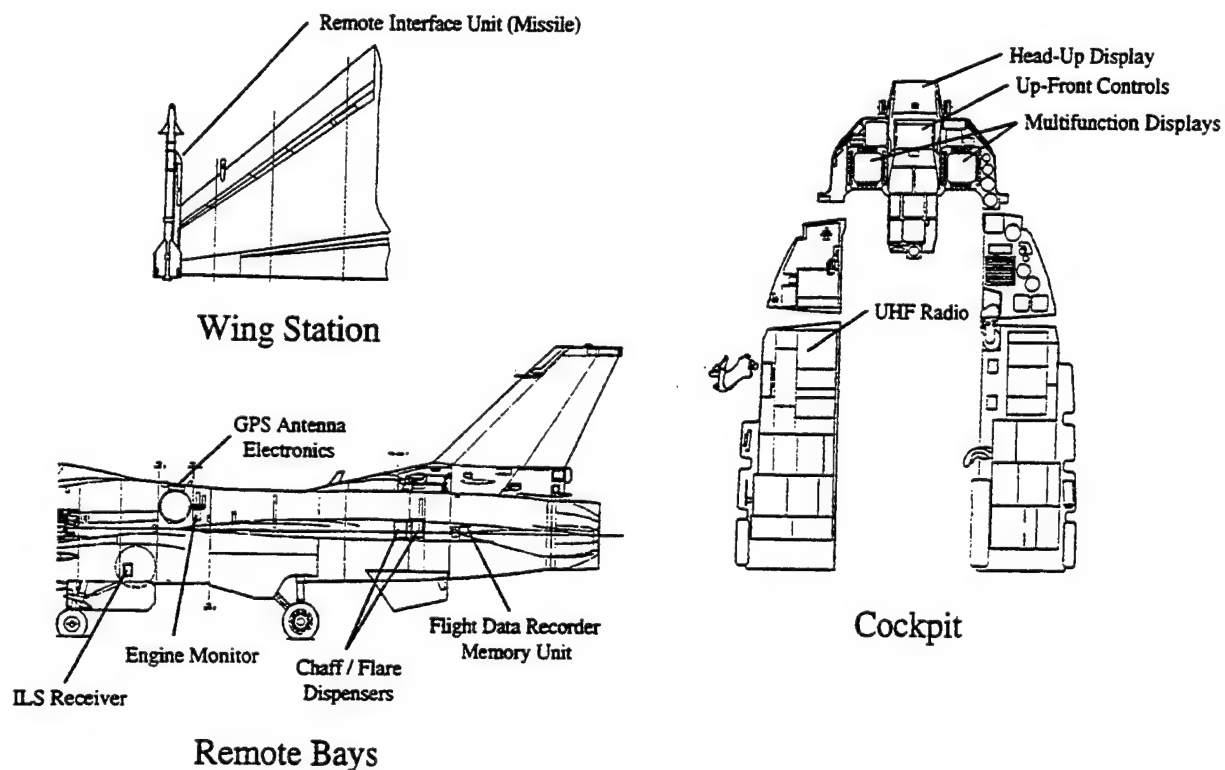 Remote Interface Unit (Missile)
Wing Station
Head-Up Display
Up-Front Controls
Multifunction Displays
UHF Radio
Cockpit
GPS Antenna
Electronics
Engine Monitor
ILS Receiver
Chaff / Flare
Dispensers
Flight Data Recorder
Memory Unit
Remote Bays